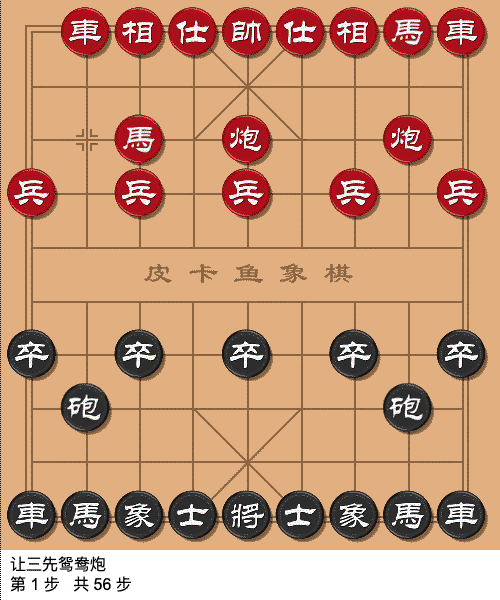 車相仕帥仕相馬車
馬炮炮
兵兵兵兵兵
皮卡鱼象棋
卒卒卒卒卒
砲砲
車馬象士將士象馬車
让三先鸳鸯炮
第 1 步 共 56 步